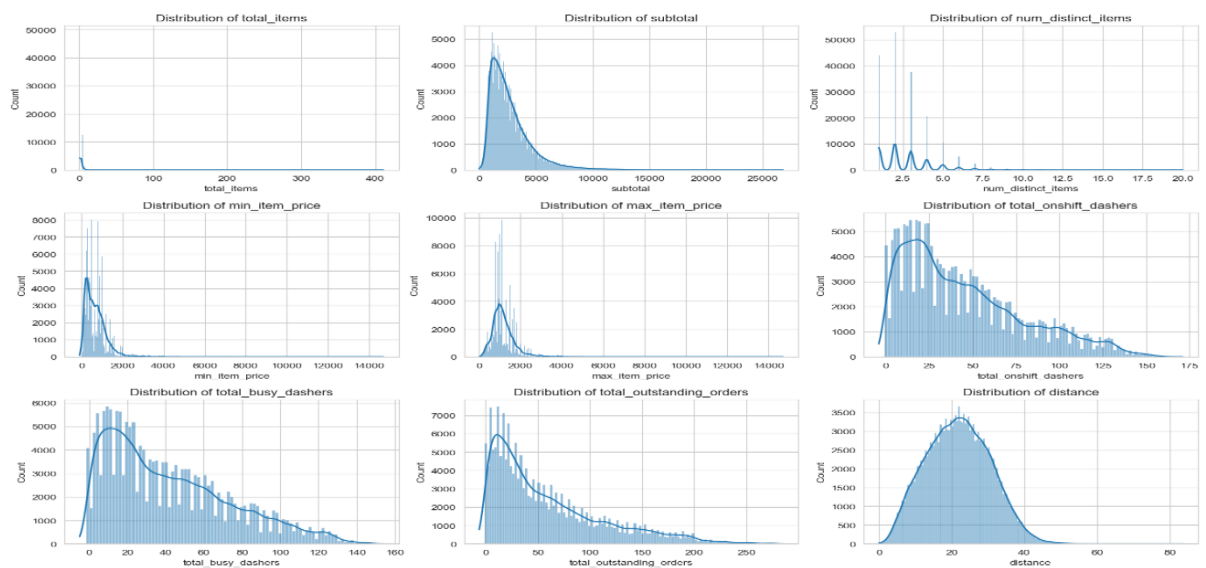 Distribution of total_items
50000
40000
30000
20000
10000
0
Count
0 100 200 300 400
total_items
Distribution of subtotal
5000
4000
3000
2000
1000
0
Count
0 5000 10000 15000 20000 25000
subtotal
Distribution of num_distinct_items
50000
40000
30000
20000
10000
0
Count
2.5 5.0 7.5 10.0 12.5 15.0 17.5 20.0
num_distinct_items
Distribution of min_item_price
8000
7000
6000
5000
4000
3000
2000
1000
0
Count
0 2000 4000 6000 8000 10000 12000 14000
min_item_price
Distribution of max_item_price
10000
8000
6000
4000
2000
0
Count
0 2000 4000 6000 8000 10000 12000 14000
max_item_price
Distribution of total_onshift_dashers
5000
4000
3000
2000
1000
0
Count
0 25 50 75 100 125 150 175
total_onshift_dashers
Distribution of total_busy_dashers
6000
5000
4000
3000
2000
1000
0
Count
0 20 40 60 80 100 120 140 160
total_busy_dashers
Distribution of total_outstanding_orders
7000
6000
5000
4000
3000
2000
1000
0
Count
0 50 100 150 200 250
total_outstanding_orders
Distribution of distance
3500
3000
2500
2000
1500
1000
500
0
Count
0 20 40 60 80
distance